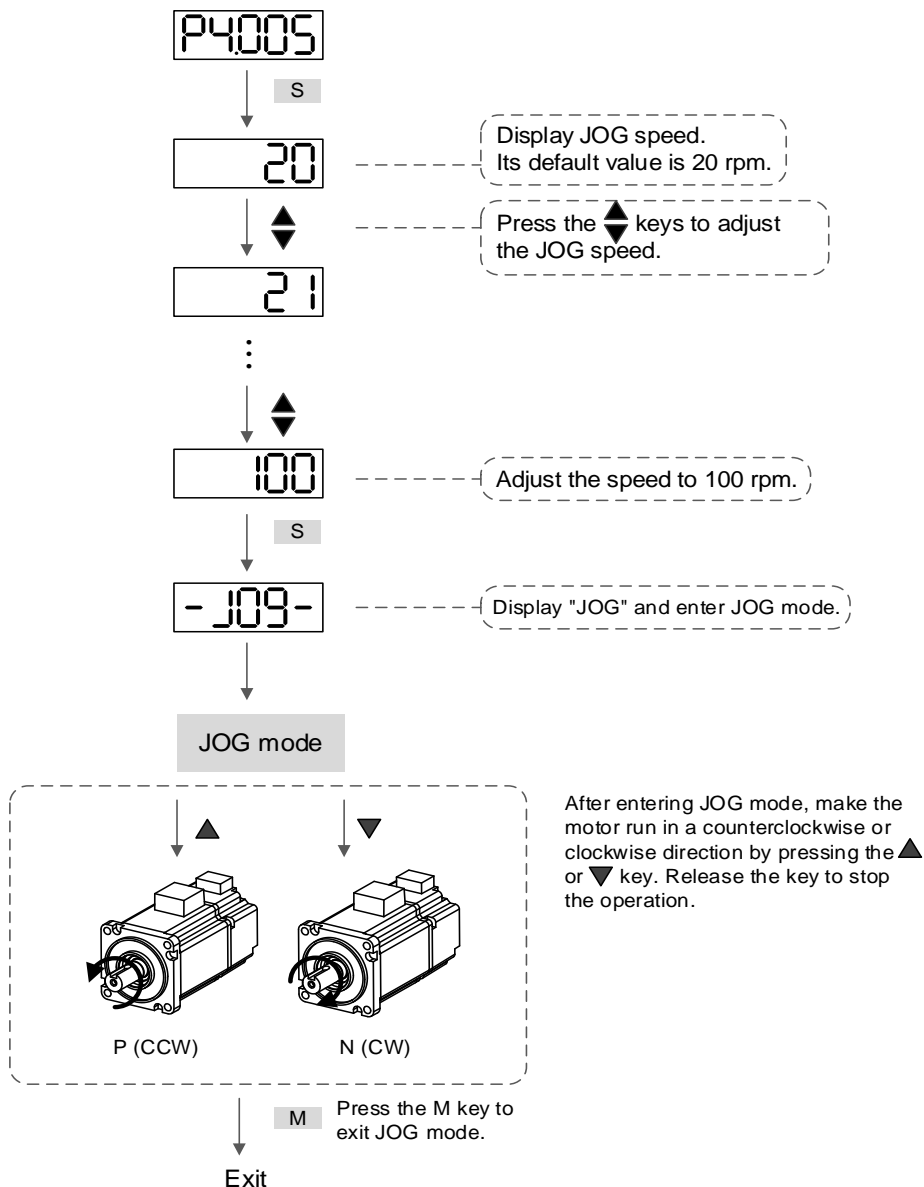 P4.005
S
20
Display JOG speed.
Its default value is 20 rpm.
Press the ▲▼ keys to adjust
the JOG speed.
21
⋮
100
Adjust the speed to 100 rpm.
S
-JOG-
Display "JOG" and enter JOG mode.
JOG mode
After entering JOG mode, make the
motor run in a counterclockwise or
clockwise direction by pressing the ▲
or ▼ key. Release the key to stop
the operation.
P (CCW)
N (CW)
M
Press the M key to
exit JOG mode.
Exit